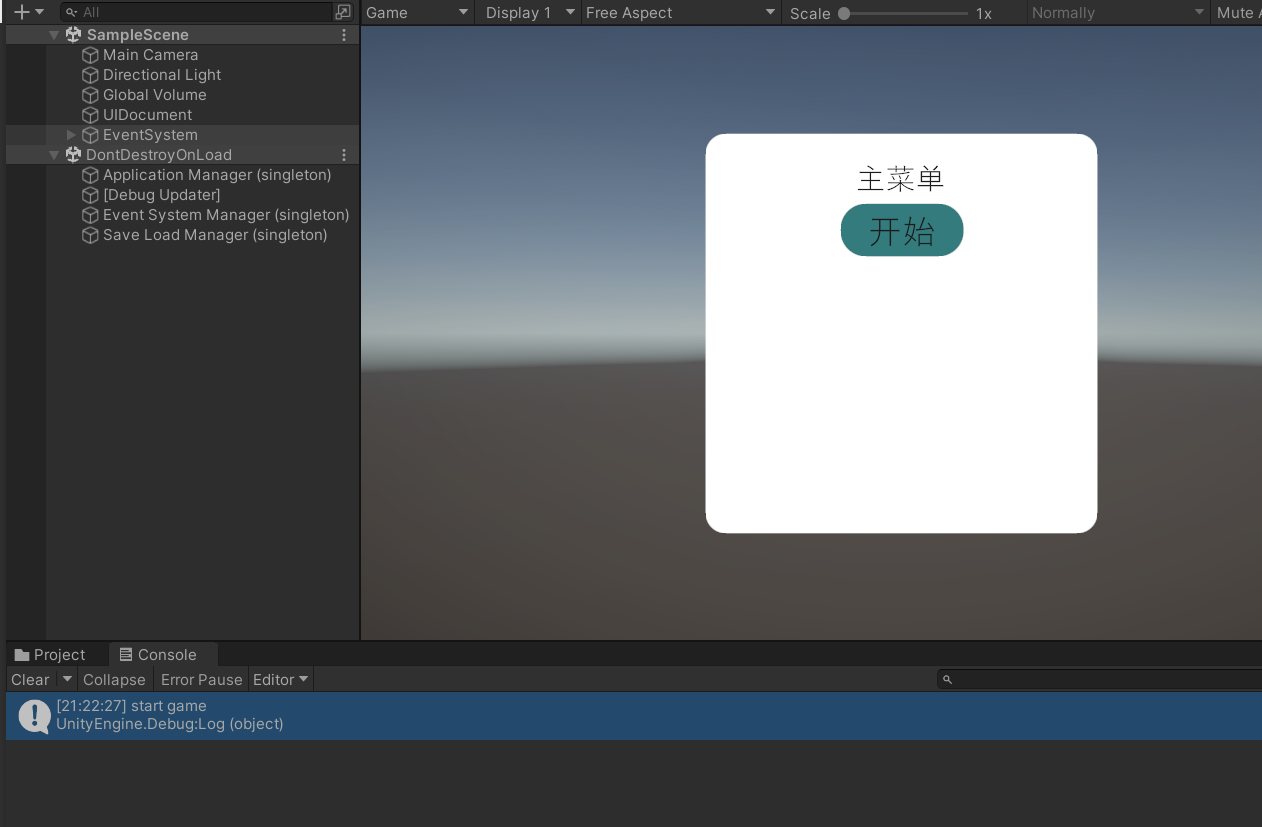 All
Game Display 1 Free Aspect Scale 1x Normally Mute
SampleScene
Main Camera
Directional Light
Global Volume
UIDocument
EventSystem
DontDestroyOnLoad
Application Manager (singleton)
[Debug Updater]
Event System Manager (singleton)
Save Load Manager (singleton)
主菜单
开始
Project Console
Clear Collapse Error Pause Editor
[21:22:27] start game
UnityEngine.Debug:Log (object)